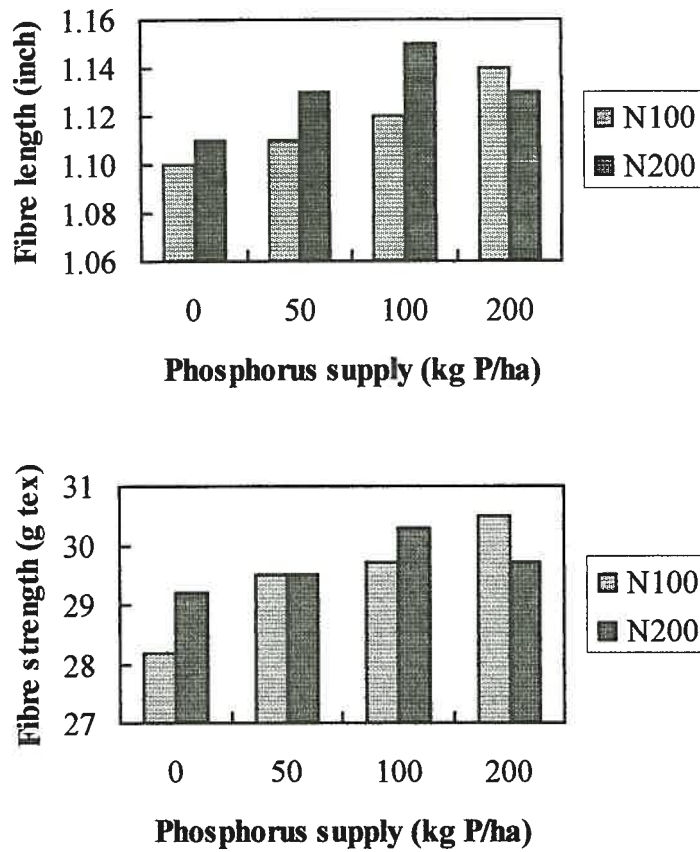 Fibre length (inch)
1.16
1.14
1.12
1.10
1.08
1.06
0 50 100 200
Phosphorus supply (kg P/ha)
N100
N200
Fibre strength (g tex)
31
30
29
28
27
0 50 100 200
Phosphorus supply (kg P/ha)
N100
N200